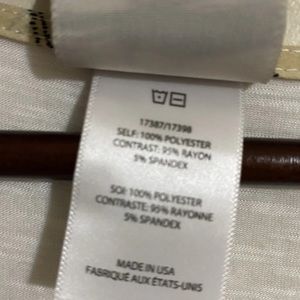 17387/17398
SELF: 100% POLYESTER
CONTRAST: 95% RAYON
5% SPANDEX
SOI: 100% POLYESTER
CONTRASTE: 95% RAYONNE
5% SPANDEX
MADE IN USA
FABRIQUÉ AUX ÉTATS-UNIS